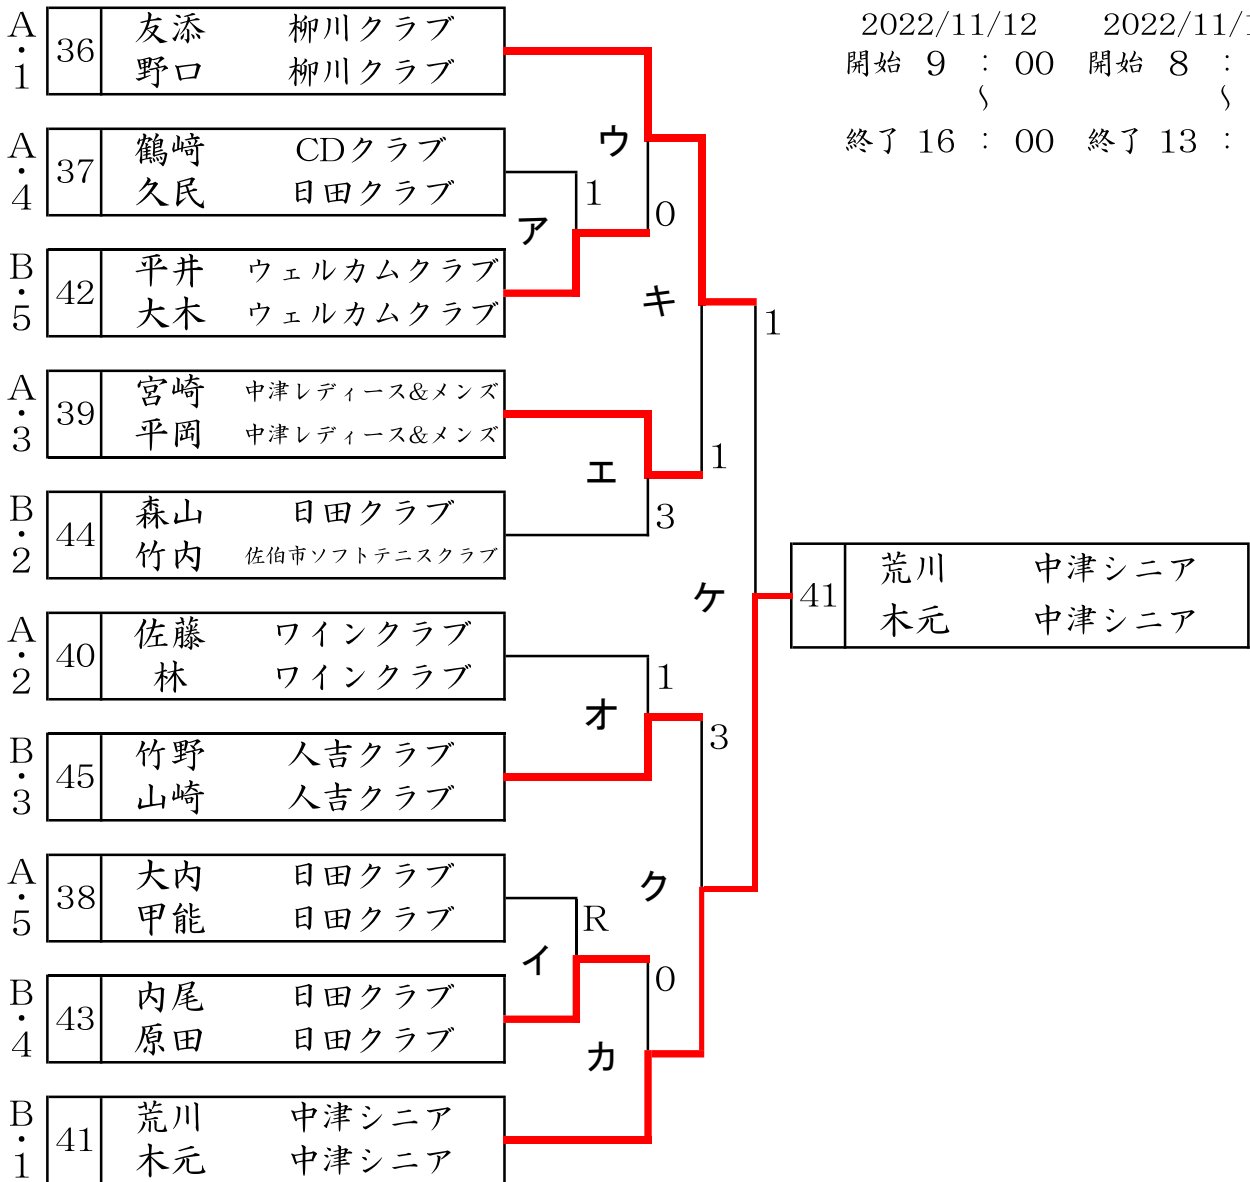 2022/11/12 2022/11/1
開始 9 : 00 開始 8 :
~ ~
終了 16 : 00 終了 13 :
A・1 36 友添 柳川クラブ
野口 柳川クラブ
ウ
A・4 37 鶴﨑 CDクラブ
久民 日田クラブ
1
0
ア
B・5 42 平井 ウェルカムクラブ
大木 ウェルカムクラブ
キ
1
A・3 39 宮崎 中津レディース&メンズ
平岡 中津レディース&メンズ
エ
1
3
B・2 44 森山 日田クラブ
竹内 佐伯市ソフトテニスクラブ
ケ
41 荒川 中津シニア
木元 中津シニア
A・2 40 佐藤 ワインクラブ
林 ワインクラブ
1
オ
3
B・3 45 竹野 人吉クラブ
山崎 人吉クラブ
A・5 38 大内 日田クラブ
甲能 日田クラブ
ク
R
イ
0
B・4 43 内尾 日田クラブ
原田 日田クラブ
カ
B・1 41 荒川 中津シニア
木元 中津シニア